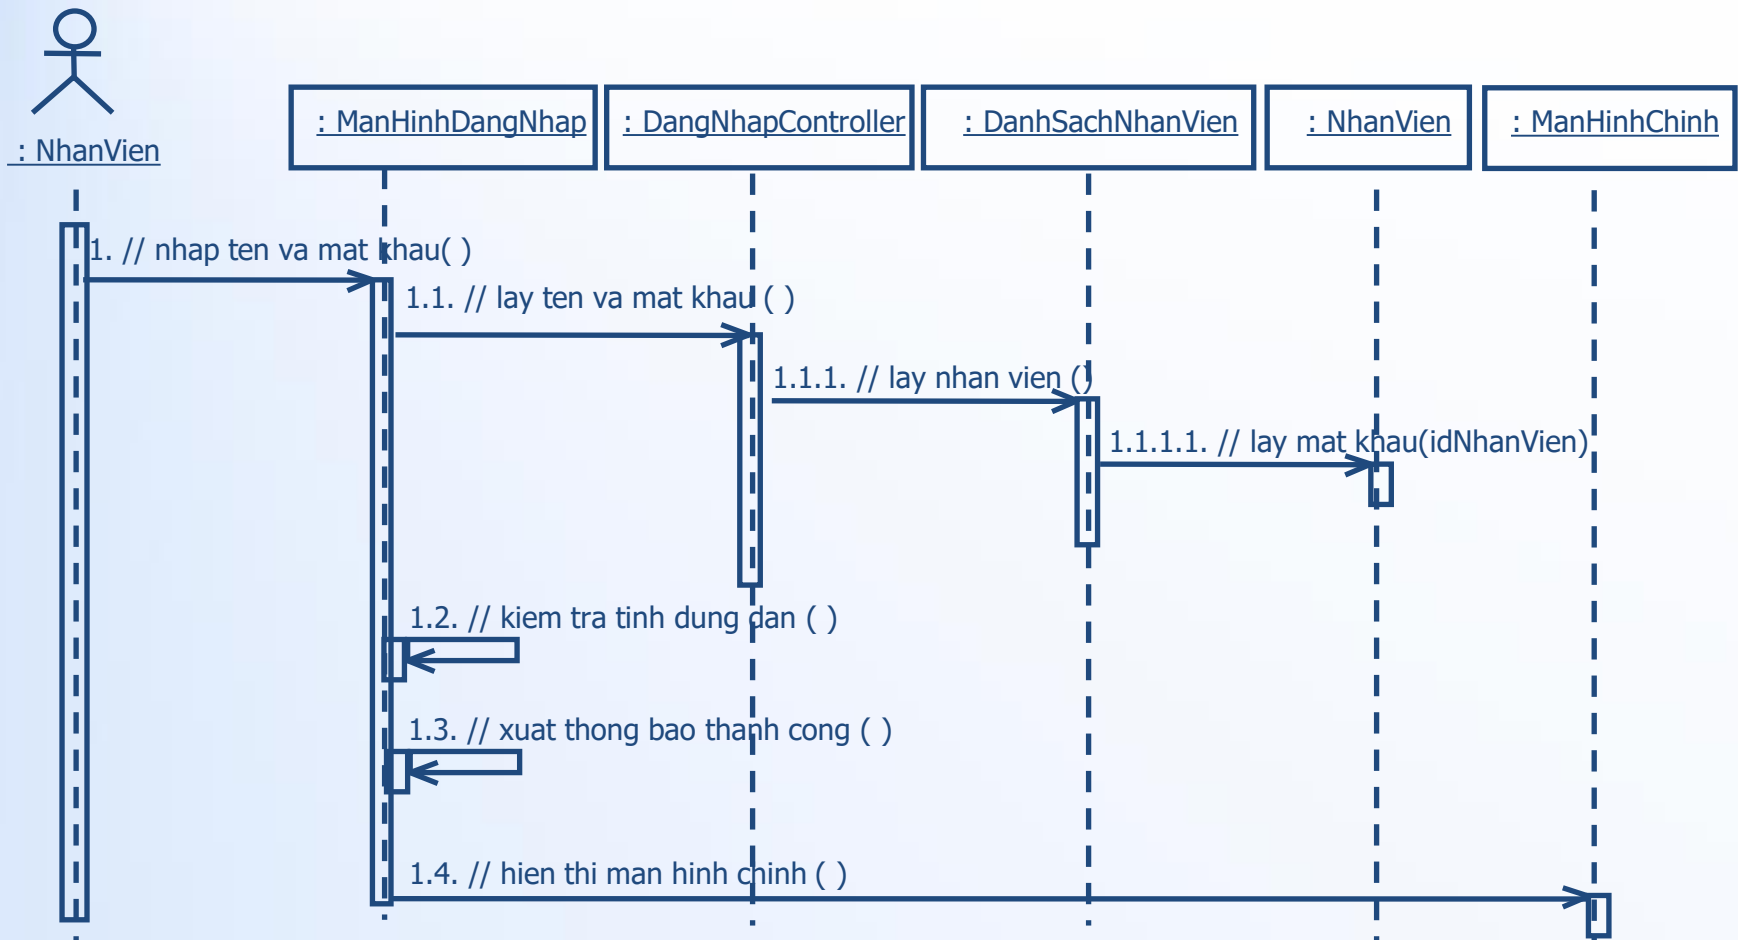 : NhanVien
: ManHinhDangNhap
: DangNhapController
: DanhSachNhanVien
: NhanVien
: ManHinhChinh
1. // nhap ten va mat khau( )
1.1. // lay ten va mat khau ( )
1.1.1. // lay nhan vien ()
1.1.1.1. // lay mat khau(idNhanVien)
1.2. // kiem tra tinh dung dan ( )
1.3. // xuat thong bao thanh cong ( )
1.4. // hien thi man hinh chinh ( )